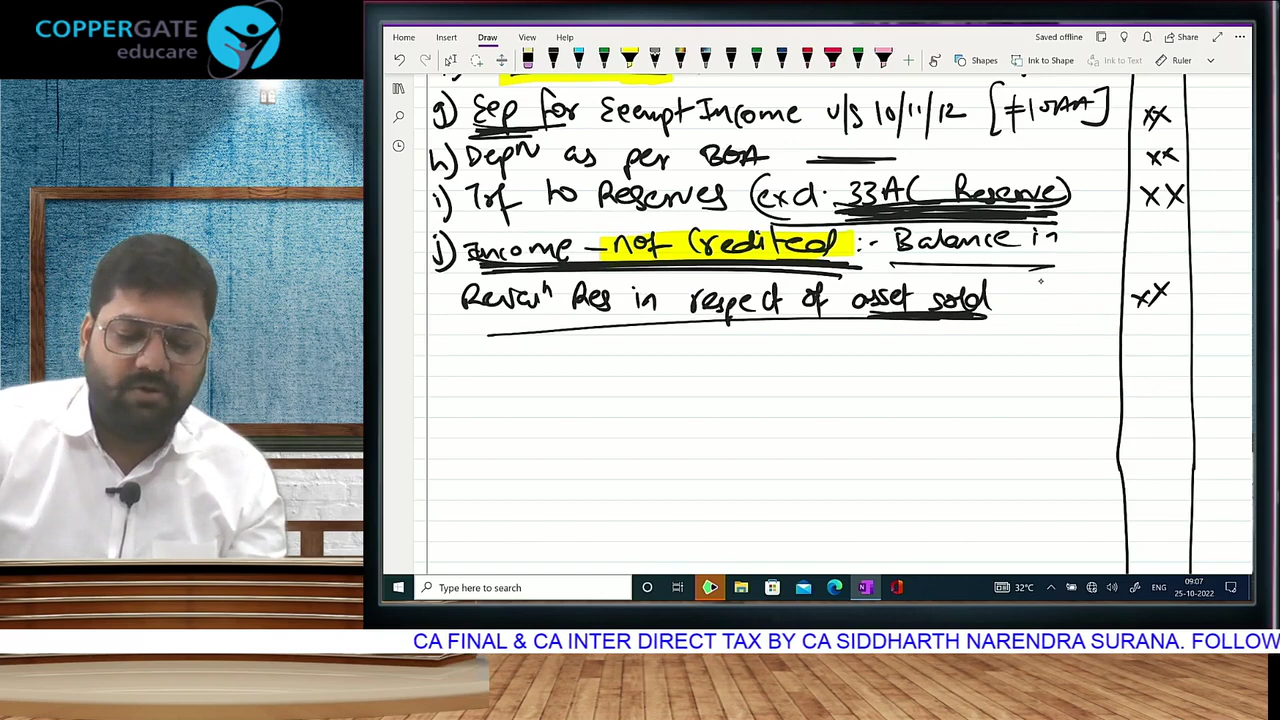 COPPERGATE
educare
Home Insert Draw View Help
Saved offline
Share
Shapes
Ink to Shape
Ink to Text
Ruler
g) Exp for Exempt Income u/s 10/11/12 [≠10AA] xx
h) Depn as per BOA xx
i) Trf to Reserves (excl. 33AC Reserve) xx
j) Income - not Credited :- Balance in
Revaln Res in respect of asset sold xx
Type here to search
32°C
ENG
09:07
25-10-2022
CA FINAL & CA INTER DIRECT TAX BY CA SIDDHARTH NARENDRA SURANA. FOLLOW